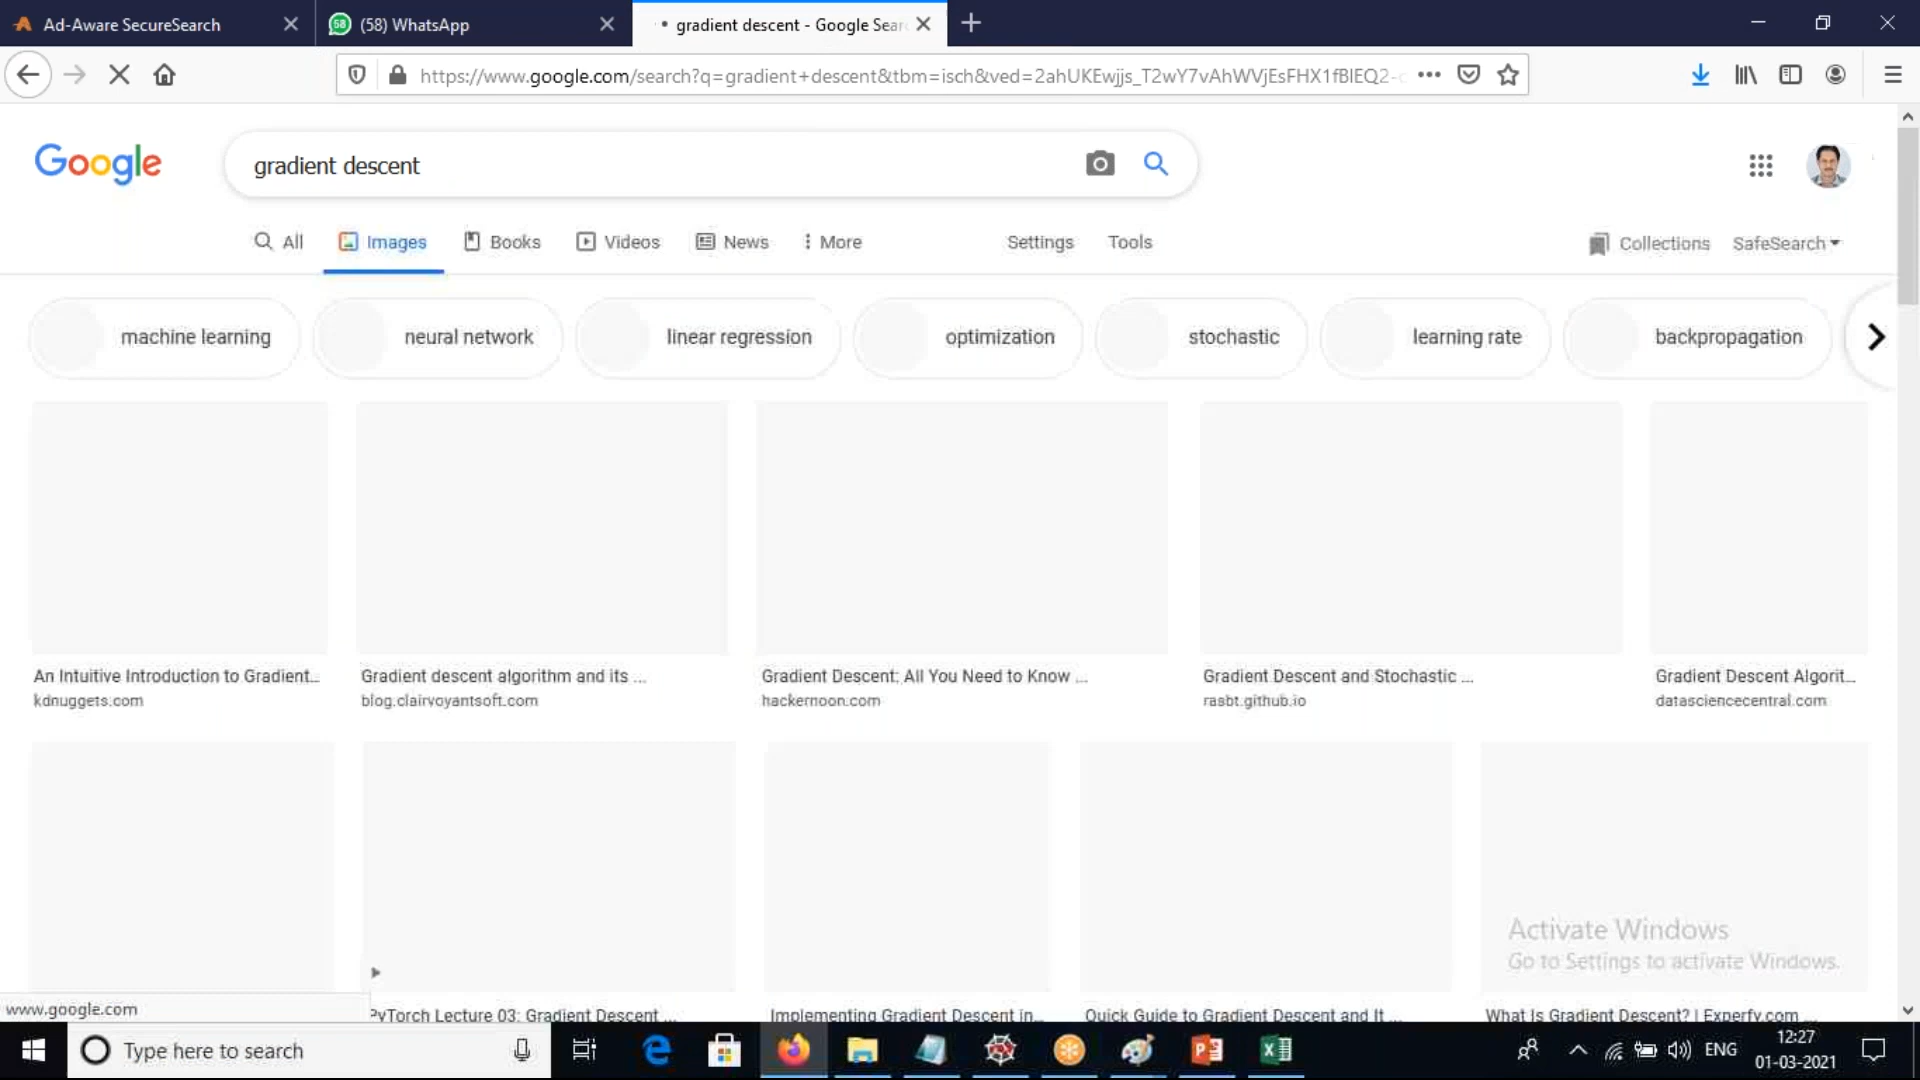 Ad-Aware SecureSearch
58
(58) WhatsApp
gradient descent - Google Sear
https://www.google.com/search?q=gradient+descent&tbm=isch&ved=2ahUKEwjjs_T2wY7vAhWVjEsFHX1fBIEQ2-c
Google
gradient descent
All
Images
Books
Videos
News
More
Settings
Tools
Collections
SafeSearch
machine learning
neural network
linear regression
optimization
stochastic
learning rate
backpropagation
An Intuitive Introduction to Gradient...
Gradient descent algorithm and its ...
Gradient Descent: All You Need to Know ...
Gradient Descent and Stochastic ...
Gradient Descent Algorit...
kdnuggets.com
blog.clairvoyantsoft.com
hackernoon.com
rasbt.github.io
datasciencecentral.com
Activate Windows
Go to Settings to activate Windows.
www.google.com
PyTorch Lecture 03: Gradient Descent ...
Implementing Gradient Descent in...
Quick Guide to Gradient Descent and It ...
What Is Gradient Descent? | Experfy.com ...
Type here to search
ENG
12:27
01-03-2021